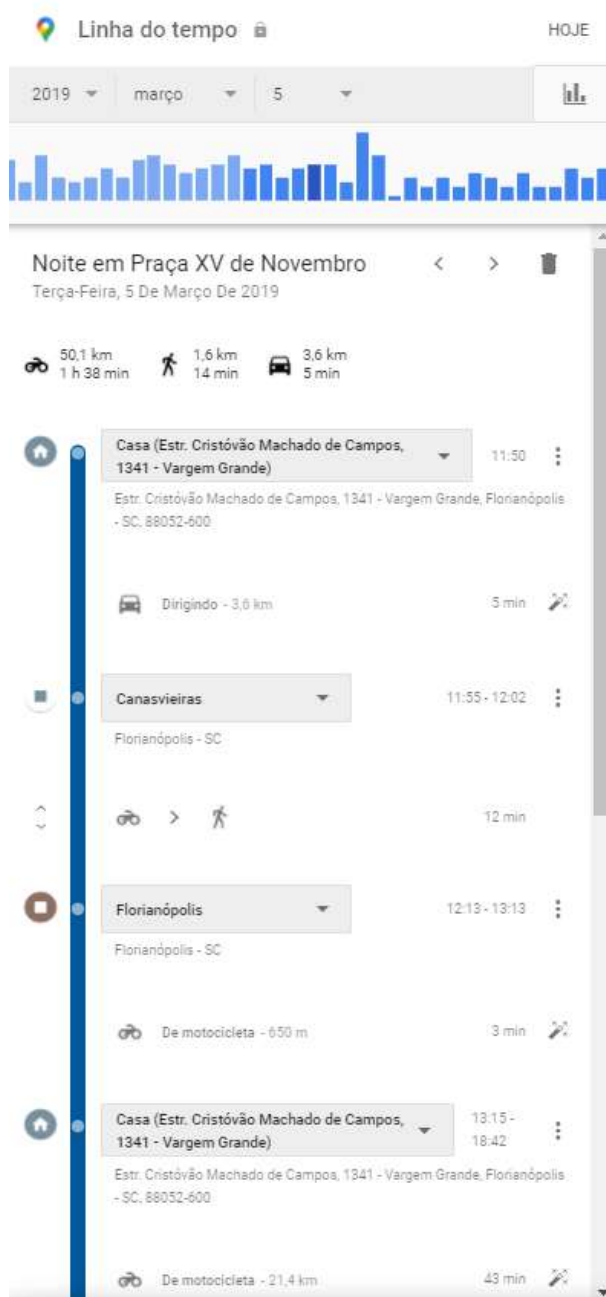 Linha do tempo
HOJE
2019 março 5
Noite em Praça XV de Novembro
Terça-Feira, 5 De Março De 2019
50,1 km 1,6 km 3,6 km
1 h 38 min 14 min 5 min
Casa (Estr. Cristóvão Machado de Campos,
1341 - Vargem Grande)
11:50
Estr. Cristóvão Machado de Campos, 1341 - Vargem Grande, Florianópolis
- SC, 88052-600
Dirigindo - 3,6 km 5 min
Canasvieiras 11:55 - 12:02
Florianópolis - SC
> 12 min
Florianópolis 12:13 - 13:13
Florianópolis - SC
De motocicleta - 650 m 3 min
Casa (Estr. Cristóvão Machado de Campos,
1341 - Vargem Grande)
13:15 -
18:42
Estr. Cristóvão Machado de Campos, 1341 - Vargem Grande, Florianópolis
- SC, 88052-600
De motocicleta - 21,4 km 43 min